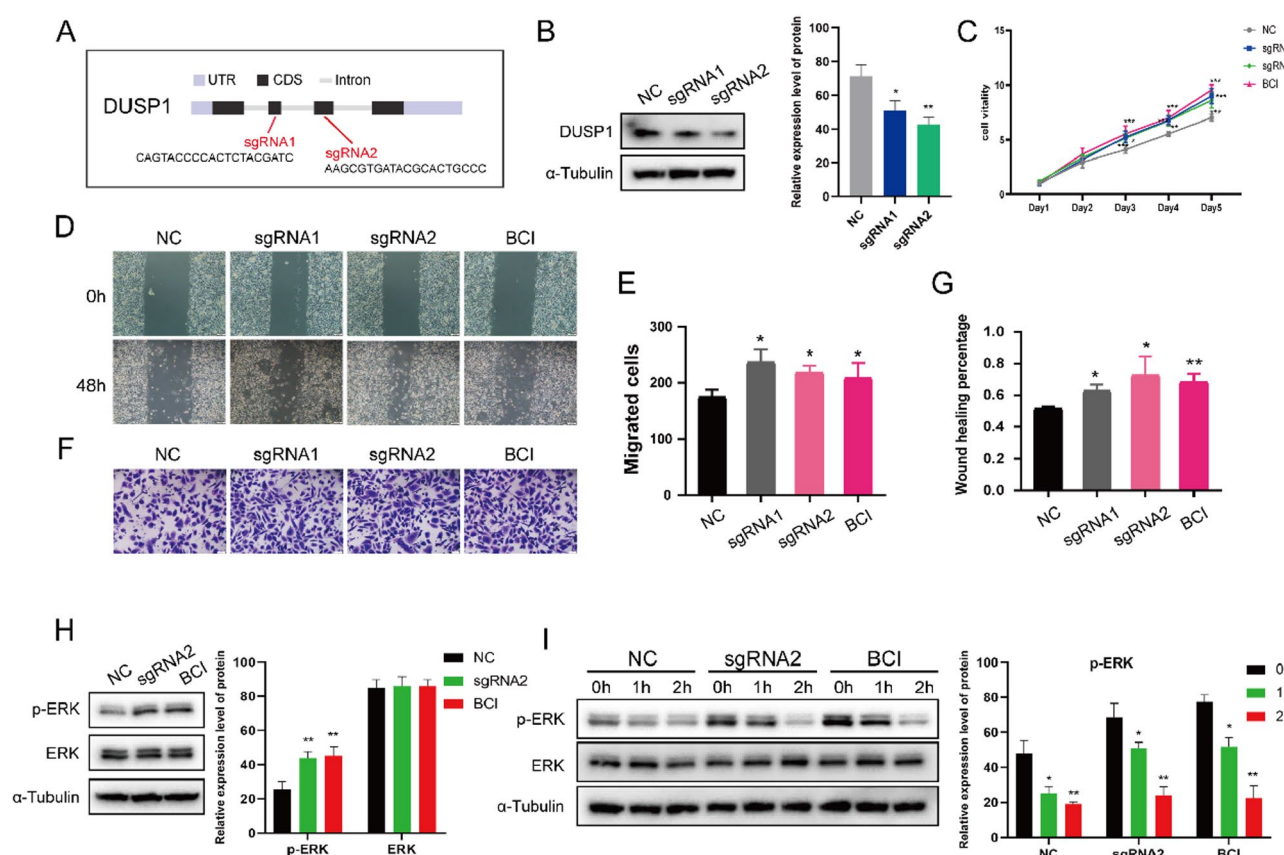 A
UTR CDS Intron
DUSP1
sgRNA1
sgRNA2
CAGTACCCCACTCTACGATC
AAGCGTGATACGCACTGCCC
B
NC sgRNA1 sgRNA2
DUSP1
α-Tubulin
Relative expression level of protein
100
80
60
40
20
0
*
**
NC sgRNA1 sgRNA2
C
cell vitality
15
10
5
0
Day1 Day2 Day3 Day4 Day5
NC
sgRN
sgRN
BCI
D
NC sgRNA1 sgRNA2 BCI
0h
48h
F
NC sgRNA1 sgRNA2 BCI
E
Migrated cells
300
200
100
0
* * *
NC sgRNA1 sgRNA2 BCI
G
Wound healing percentage
1.0
0.8
0.6
0.4
0.2
0.0
* * **
NC sgRNA1 sgRNA2 BCI
H
NC sgRNA2 BCI
p-ERK
ERK
α-Tubulin
Relative expression level of protein
100
80
60
40
20
0
** **
p-ERK ERK
NC
sgRNA2
BCI
I
NC sgRNA2 BCI
0h 1h 2h 0h 1h 2h 0h 1h 2h
p-ERK
ERK
α-Tubulin
p-ERK
Relative expression level of protein
100
80
60
40
20
0
* ** * ** * **
NC sgRNA2 BCI
0
1
2